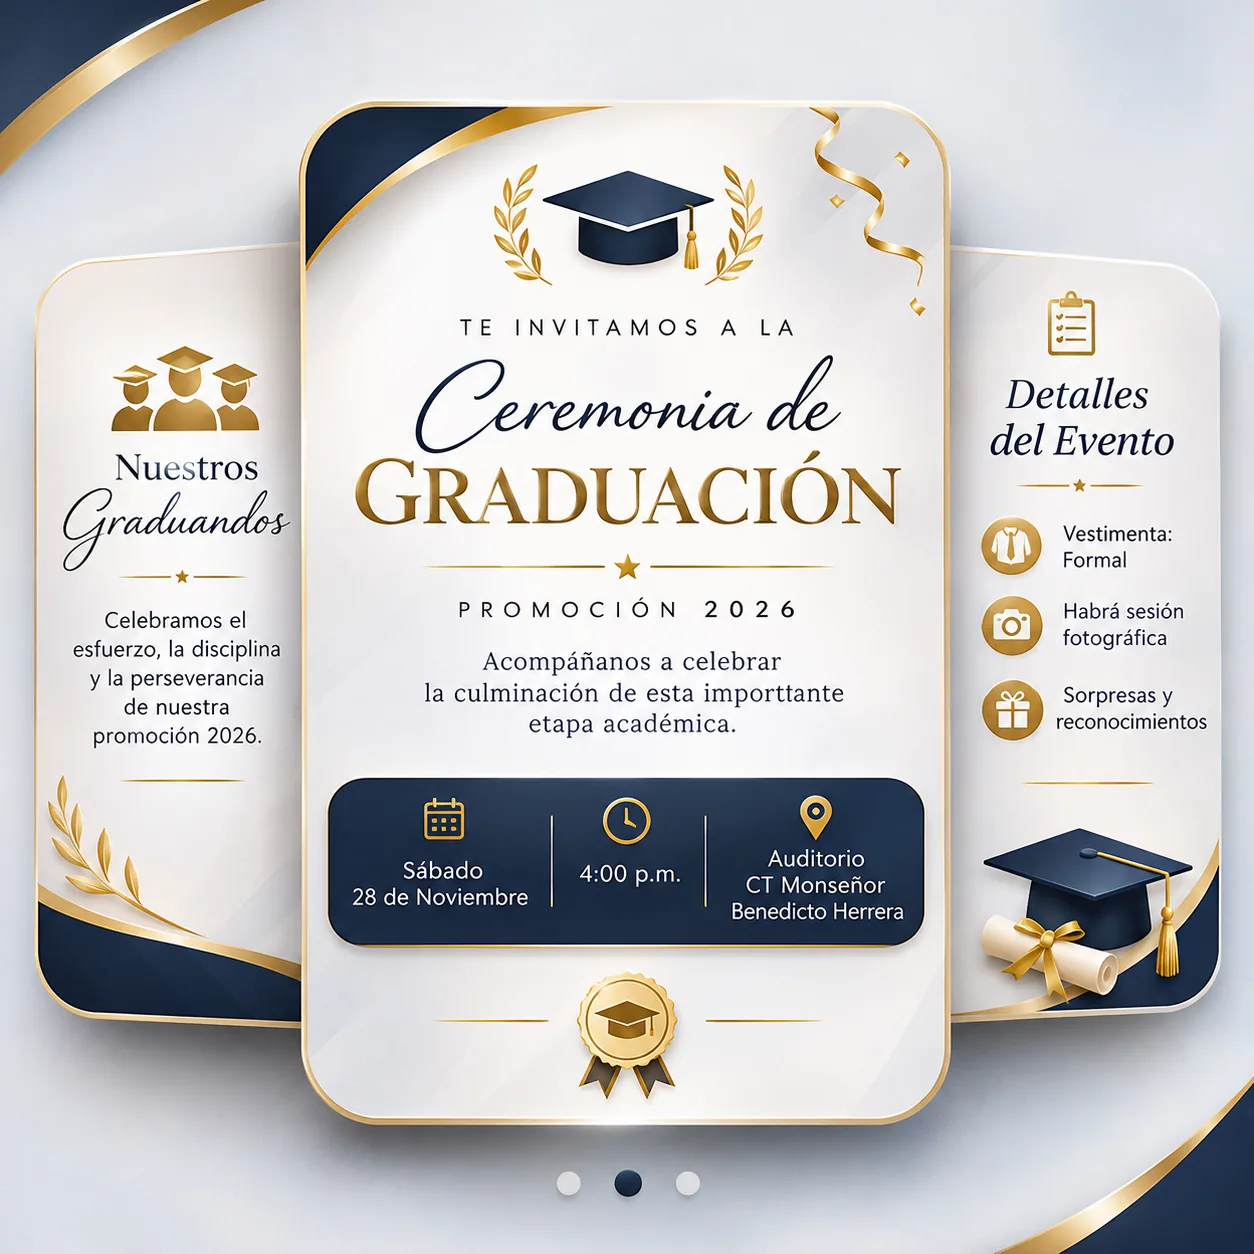 Nuestros
Graduandos
Celebramos el
esfuerzo, la disciplina
y la perseverancia
de nuestra
promoción 2026.
TE INVITAMOS A LA
Ceremonia de
GRADUACIÓN
PROMOCIÓN 2026
Acompáñanos a celebrar
la culminación de esta importtante
etapa académica.
Sábado
28 de Noviembre
4:00 p.m.
Auditorio
CT Monseñor
Benedicto Herrera
Detalles
del Evento
Vestimenta:
Formal
Habrá sesión
fotográfica
Sorpresas y
reconocimientos